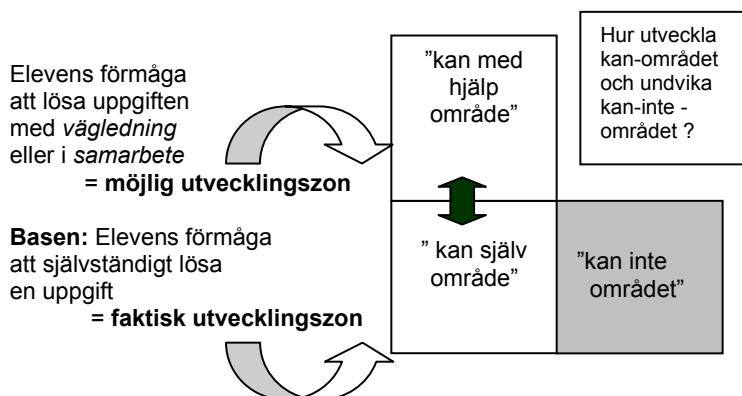 Elevens förmåga
att lösa uppgiften
med vägledning
eller i samarbete
= möjlig utvecklingszon
Basen: Elevens förmåga
att självständigt lösa
en uppgift
= faktisk utvecklingszon
”kan med
hjälp
område”
” kan själv
område”
”kan inte
området”
Hur utveckla
kan-området
och undvika
kan-inte -
området ?